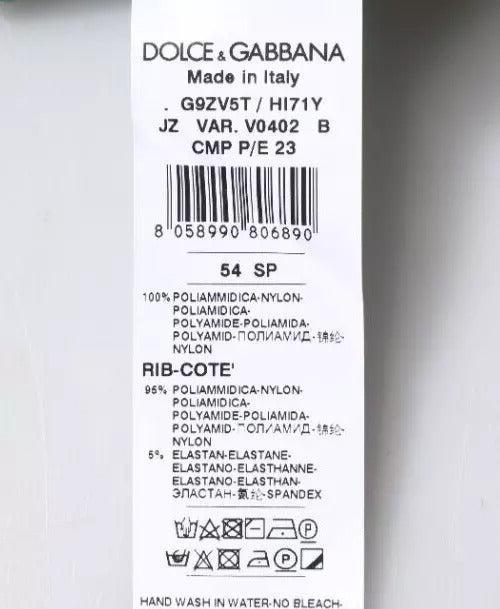 DOLCE & GABBANA
Made in Italy
. G9ZV5T / HI71Y
JZ VAR. V0402 B
CMP P/E 23
8 058990 806890
54 SP
100% POLIAMMIDICA-NYLON-
POLIAMIDICA-
POLYAMIDE-POLIAMIDA-
POLYAMID-ПОЛИАМИД-锦纶-
NYLON
RIB-COTE'
95% POLIAMMIDICA-NYLON-
POLIAMIDICA-
POLYAMIDE-POLIAMIDA-
POLYAMID-ПОЛИАМИД-锦纶-
NYLON
5% ELASTAN-ELASTANE-
ELASTANO-ELASTHANNE-
ELASTANO-ELASTHAN-
ЭЛАСТАН-氨纶-SPANDEX
P
P
HAND WASH IN WATER-NO BLEACH-